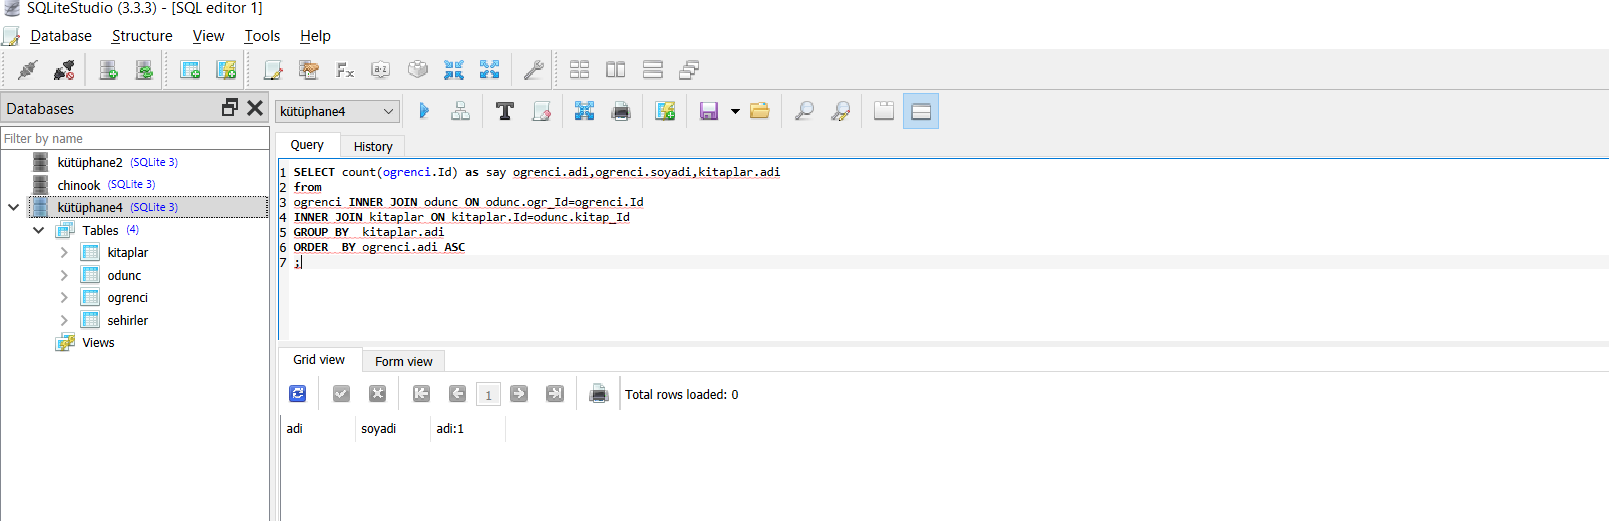 SQLiteStudio (3.3.3) - [SQL editor 1]
Database Structure View Tools Help
Databases
kütüphane4
Filter by name
kütüphane2 (SQLite 3)
chinook (SQLite 3)
kütüphane4 (SQLite 3)
Tables (4)
kitaplar
odunc
ogrenci
sehirler
Views
Query History
1 SELECT count(ogrenci.Id) as say ogrenci.adi,ogrenci.soyadi,kitaplar.adi
2 from
3 ogrenci INNER JOIN odunc ON odunc.ogr_Id=ogrenci.Id
4 INNER JOIN kitaplar ON kitaplar.Id=odunc.kitap_Id
5 GROUP BY  kitaplar.adi
6 ORDER  BY ogrenci.adi ASC
7 ;
Grid view Form view
1 Total rows loaded: 0
adi soyadi adi:1